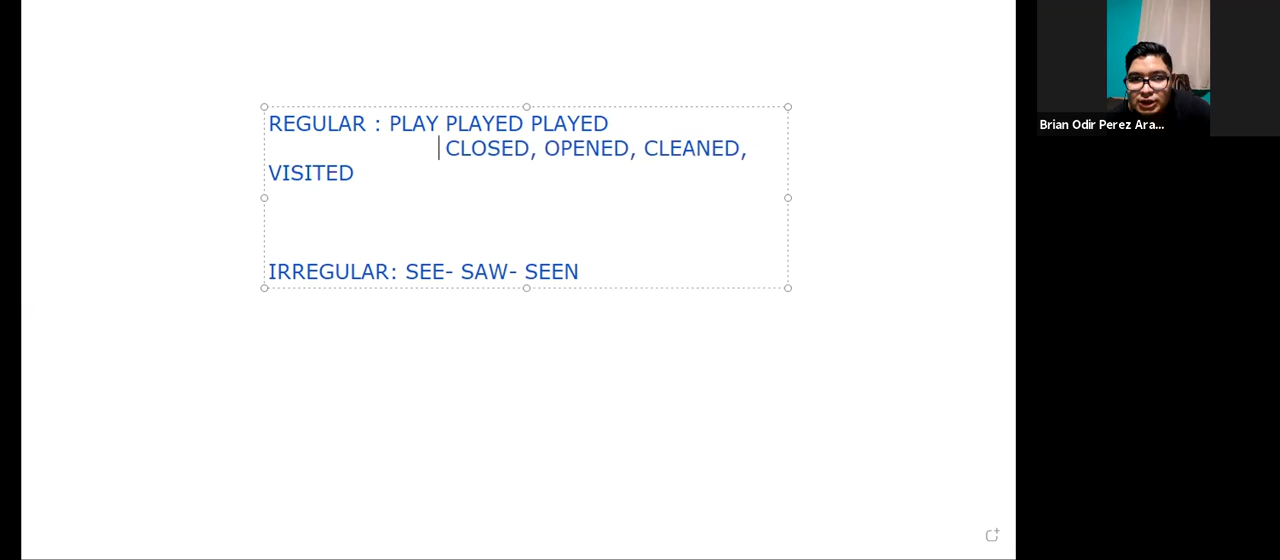 REGULAR : PLAY PLAYED PLAYED
CLOSED, OPENED, CLEANED,
VISITED
IRREGULAR: SEE- SAW- SEEN
Brian Odir Perez Ara...